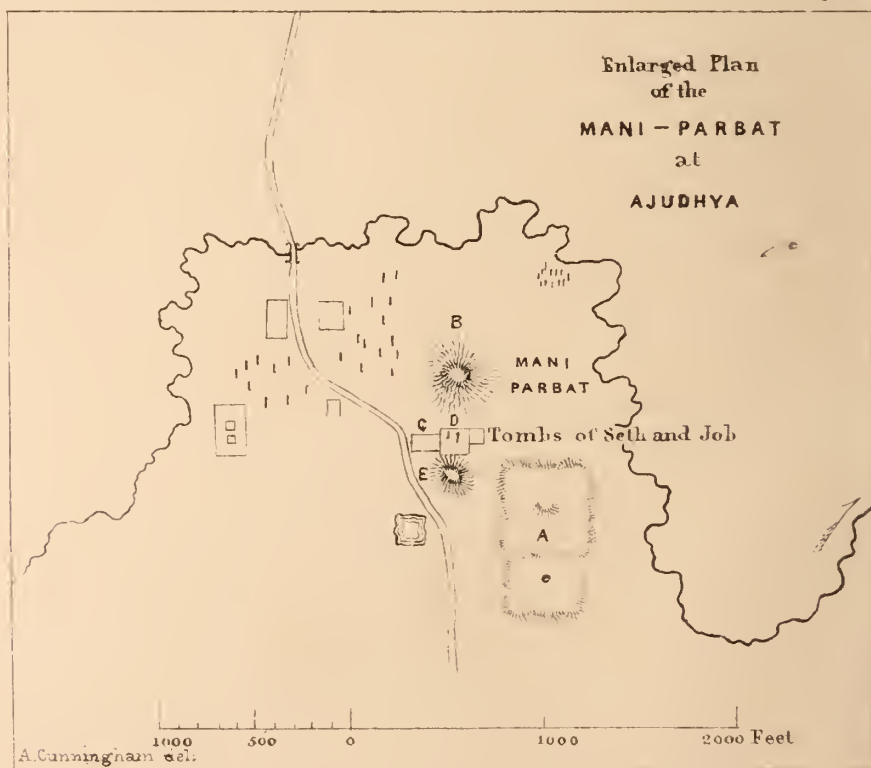 Enlarged Plan
of the
MANI-PARBAT
at
AJUDHYA
B
MANI
PARBAT
C
D
Tombs of Seth and Job
E
A
1000 500 0 1000 2000 Feet
A.Cunningham del: